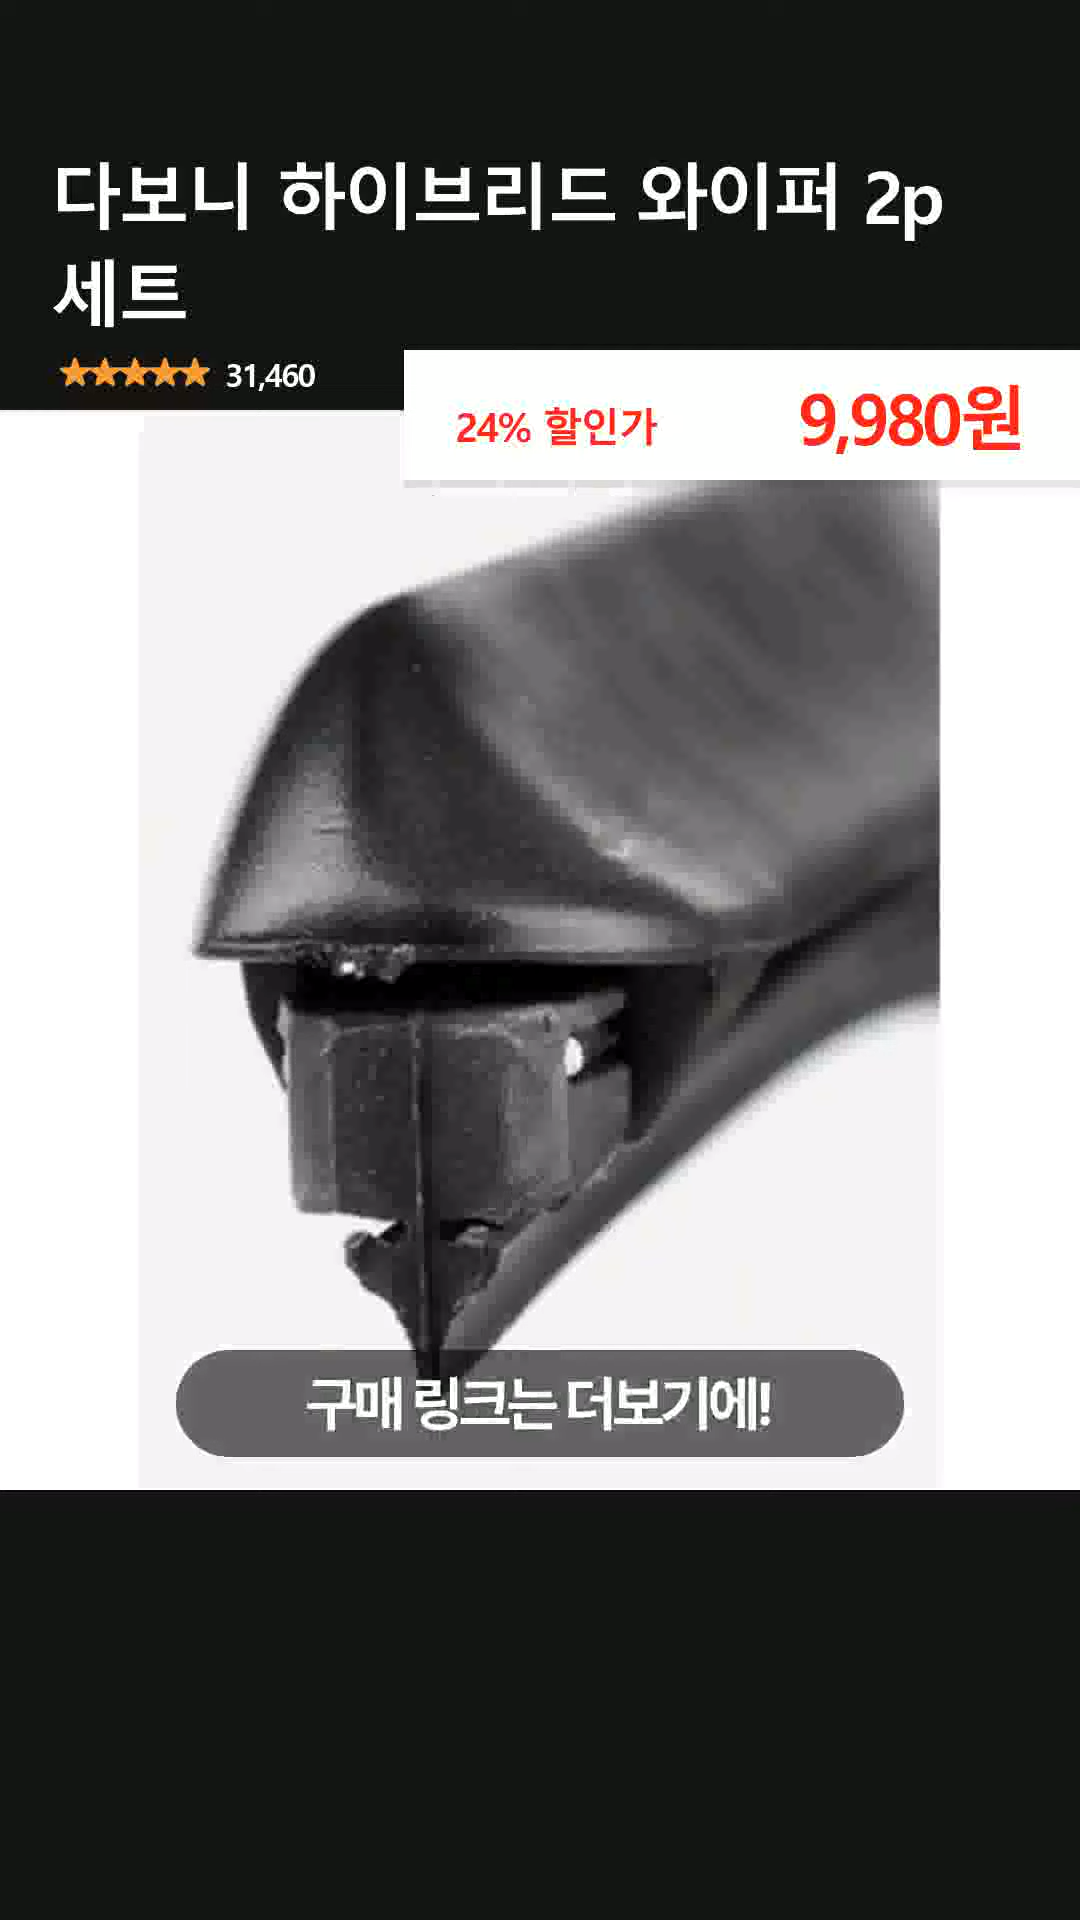 다보니 하이브리드 와이퍼 2p
세트
★★★★★ 31,460
24% 할인가 9,980원
구매 링크는 더보기에!